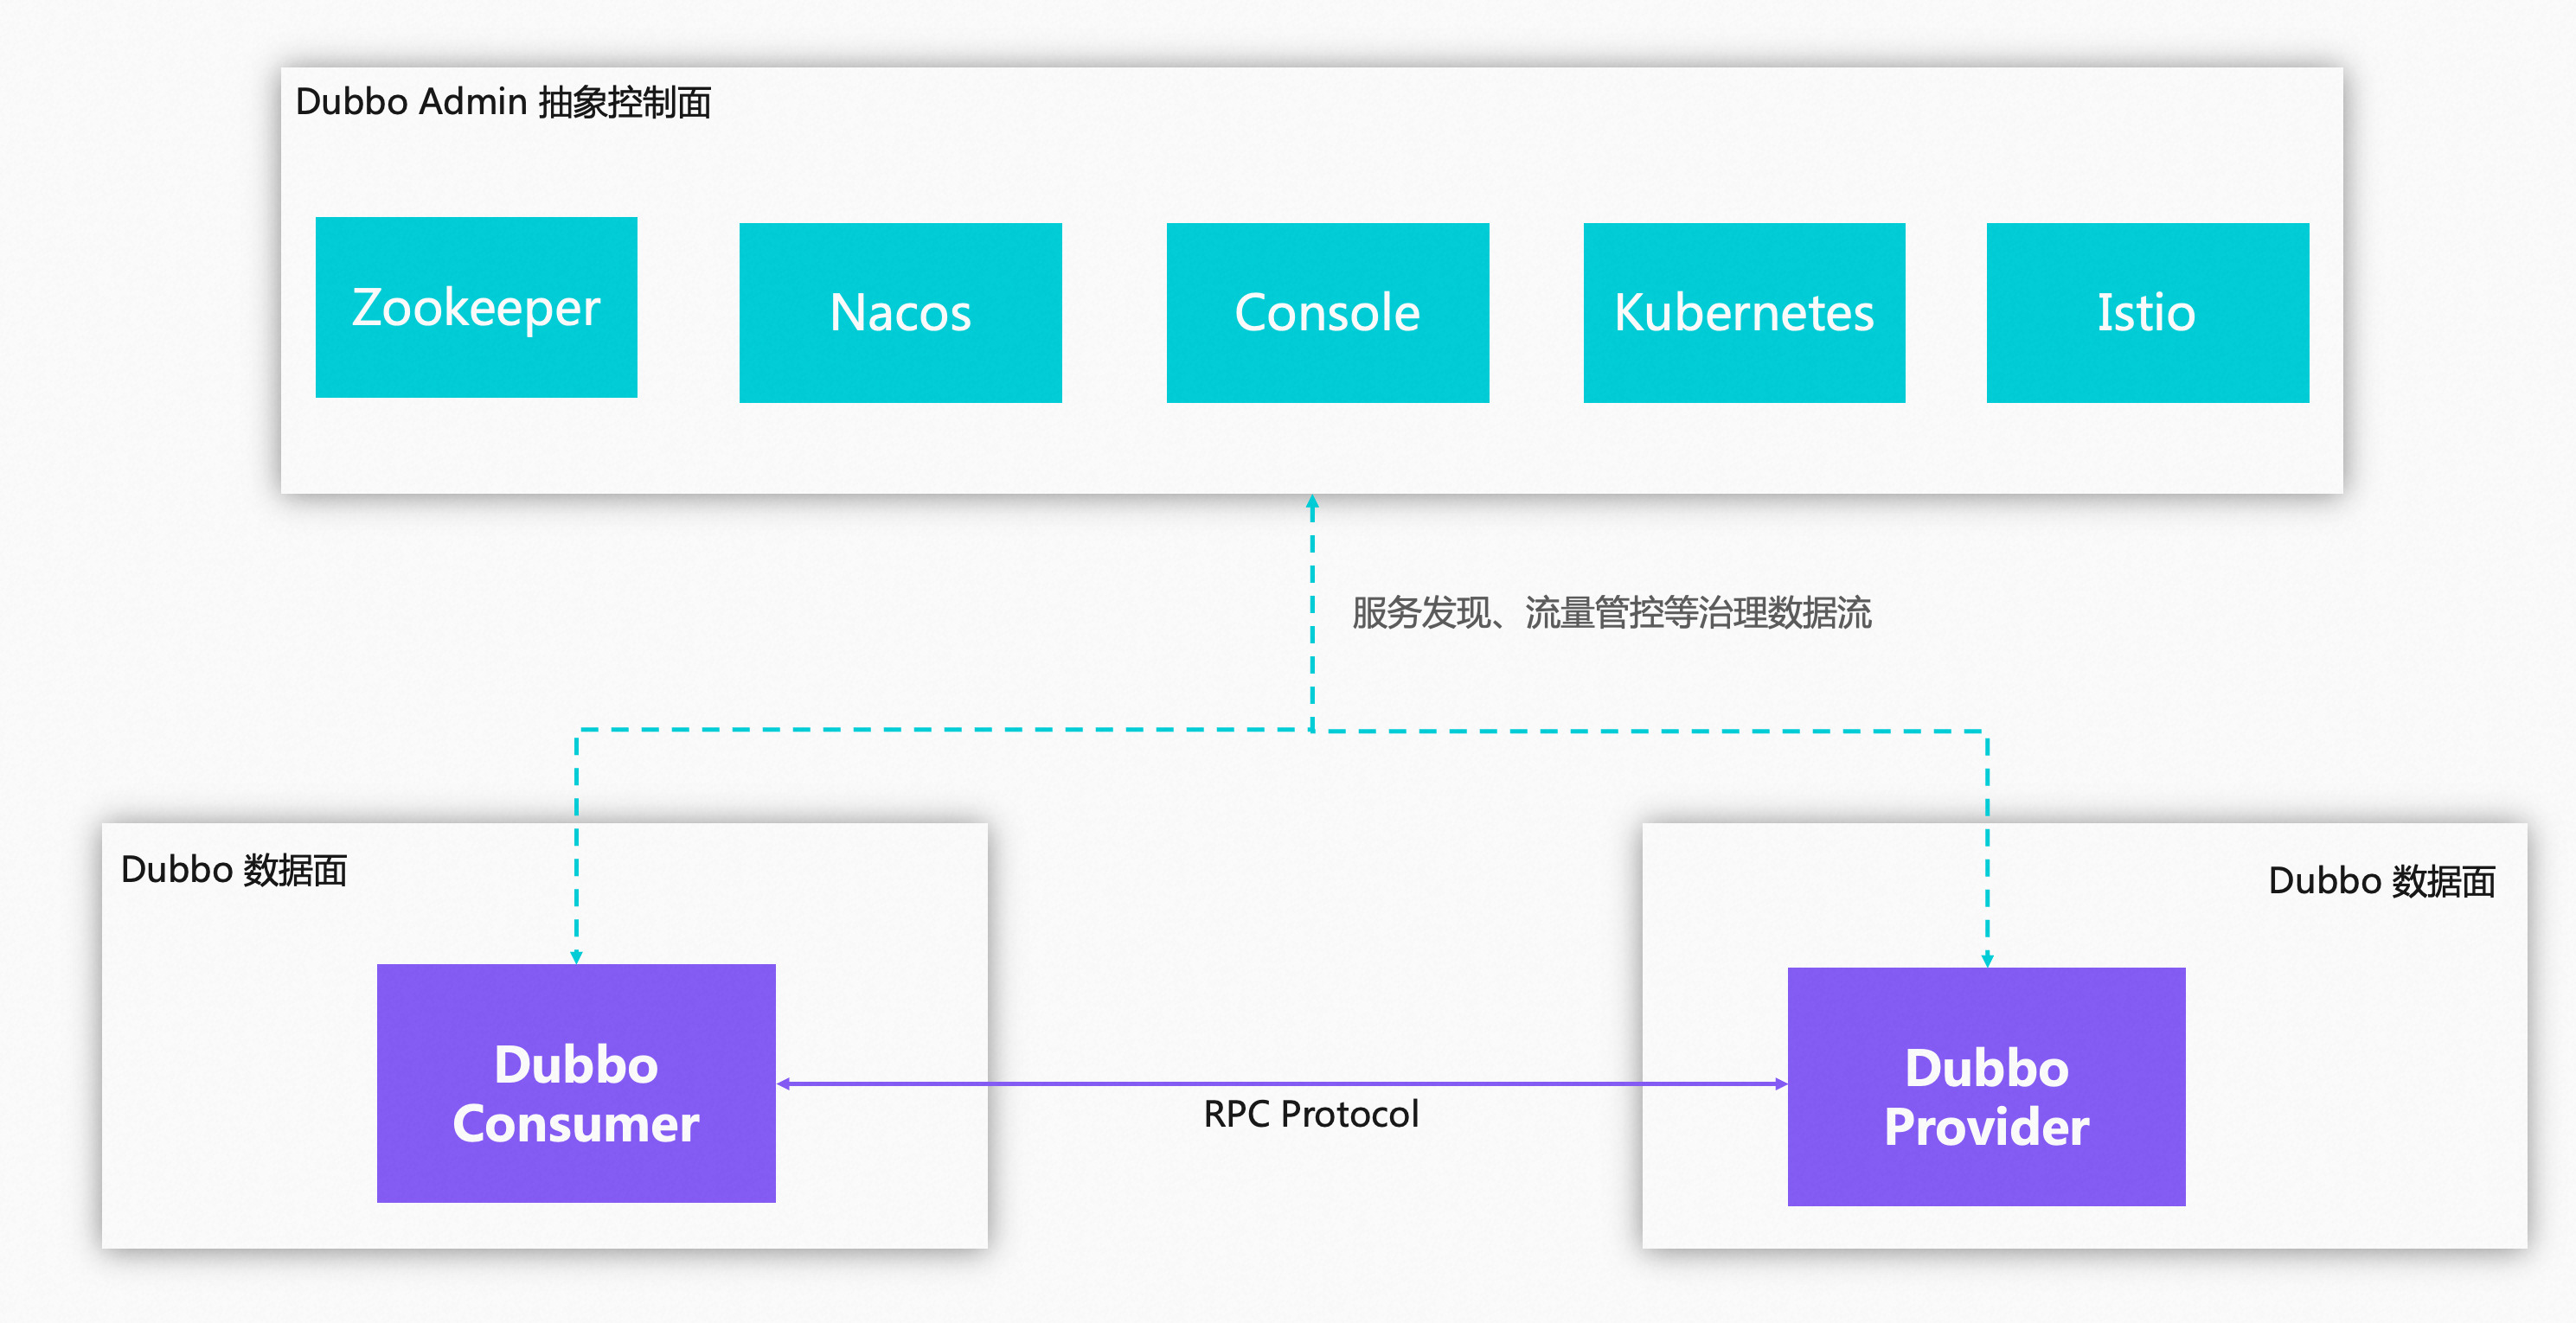 Dubbo Admin 抽象控制面
Zookeeper
Nacos
Console
Kubernetes
Istio
服务发现、流量管控等治理数据流
Dubbo 数据面
Dubbo 数据面
Dubbo
Consumer
RPC Protocol
Dubbo
Provider